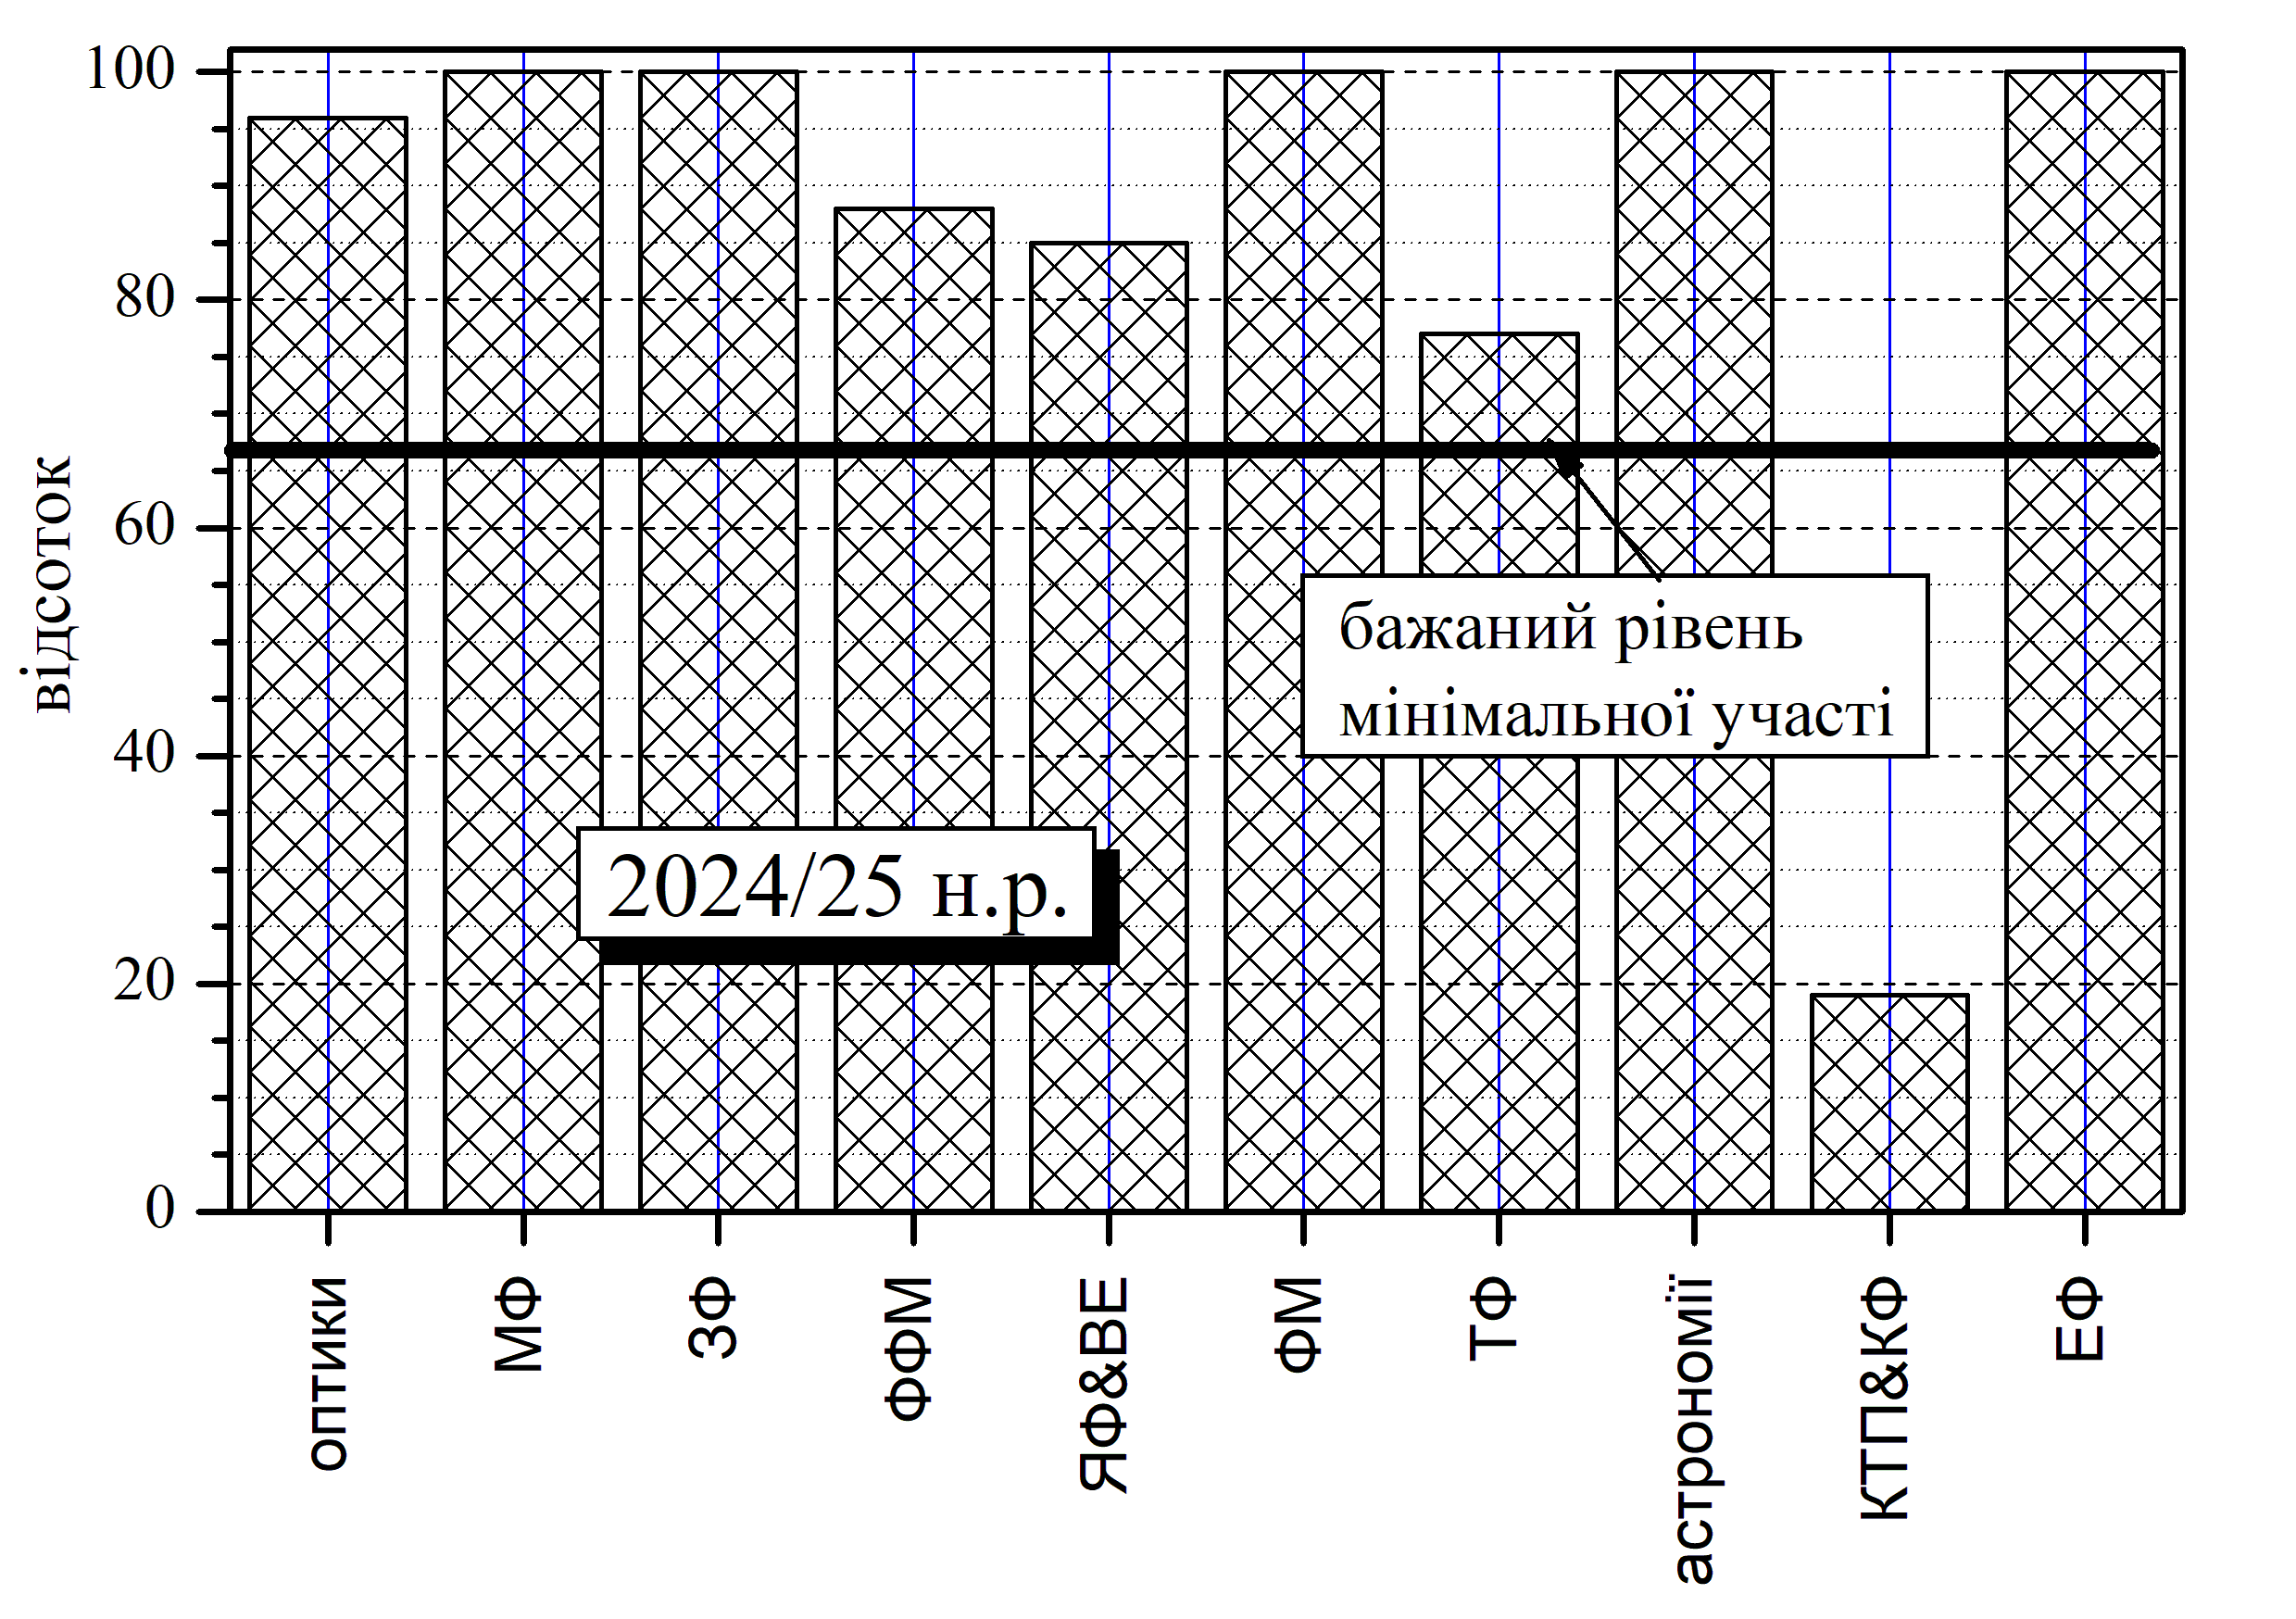 100
80
60
40
20
0
відсоток
бажаний рівень
мінімальної участі
2024/25 н.р.
оптики
МФ
ЗФ
ФФМ
ЯФ&ВЕ
ФМ
ТФ
астрономії
КТП&КФ
ЕФ